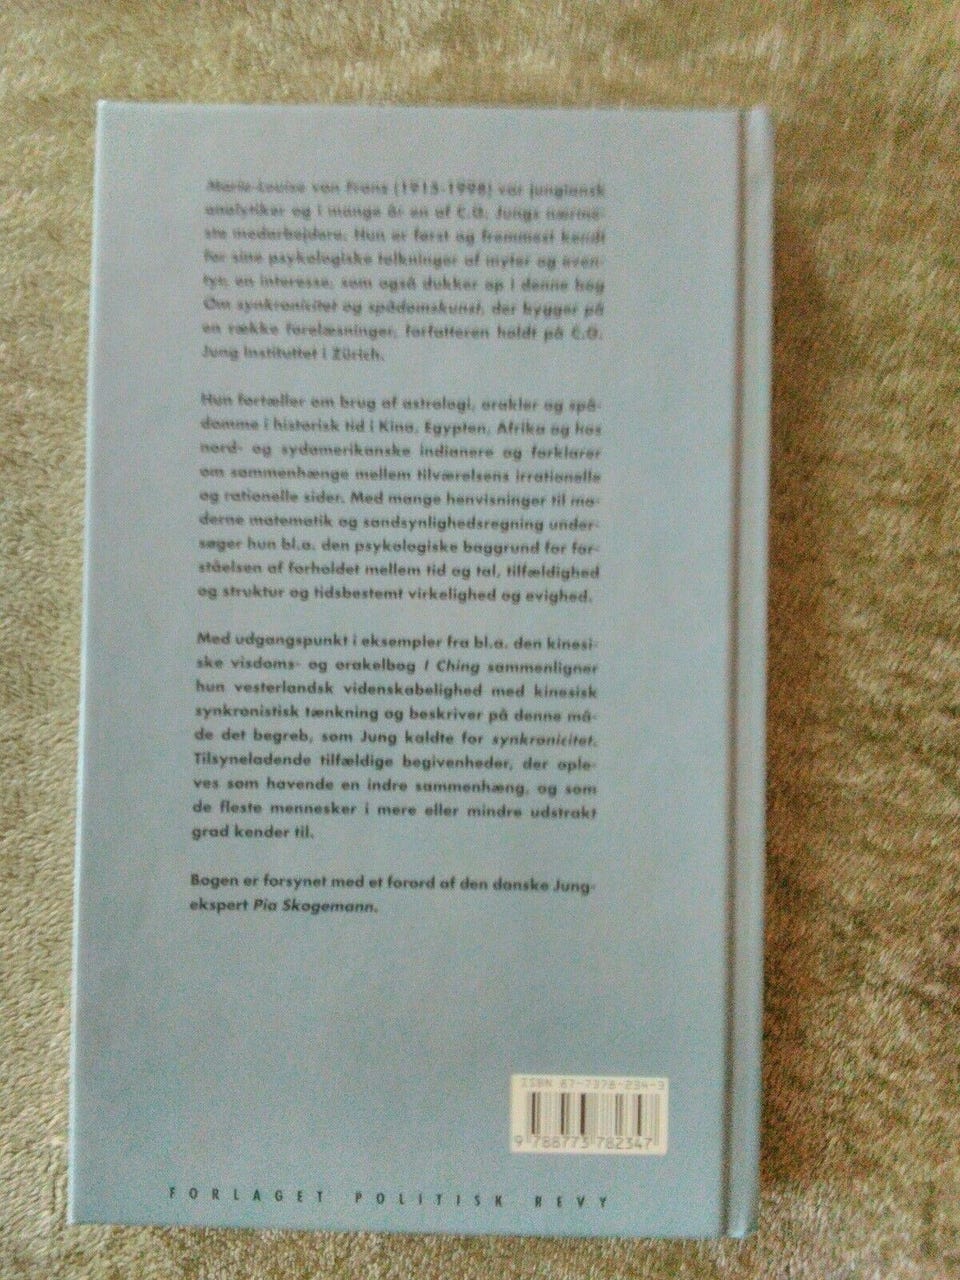 Marie-Louise von Franz (1915-1998) var jungiansk
analytiker og i mange år en af C.G. Jungs nærme-
ste medarbejdere. Hun er først og fremmest kendt
for sine psykologiske tolkninger af myter og even-
tyr, en interesse, som også dukker op i denne bog
Om synkronicitet og spådomskunst, der bygger på
en række forelæsninger, forfatteren holdt på C.G.
Jung Instituttet i Zürich.
Hun fortæller om brug af astrologi, orakler og spå-
domme i historisk tid i Kina, Egypten, Afrika og hos
nord- og sydamerikanske indianere og forklarer
om sammenhænge mellem tilværelsens irrationelle
og rationelle sider. Med mange henvisninger til mo-
derne matematik og sandsynlighedsregning under-
søger hun bl.a. den psykologiske baggrund for for-
ståelsen af forholdet mellem tid og tal, tilfældighed
og struktur og tidsbestemt virkelighed og evighed.
Med udgangspunkt i eksempler fra bl.a. den kinesi-
ske visdoms- og orakelbog I Ching sammenligner
hun vesterlandsk videnskabelighed med kinesisk
synkronistisk tænkning og beskriver på denne må-
de det begreb, som Jung kaldte for synkronicitet.
Tilsyneladende tilfældige begivenheder, der ople-
ves som havende en indre sammenhæng, og som
de fleste mennesker i mere eller mindre udstrakt
grad kender til.
Bogen er forsynet med et forord af den danske Jung-
ekspert Pia Skogemann.
ISBN 87-7378-234-3
9 788773 782347
FORLAGET POLITISK REVY